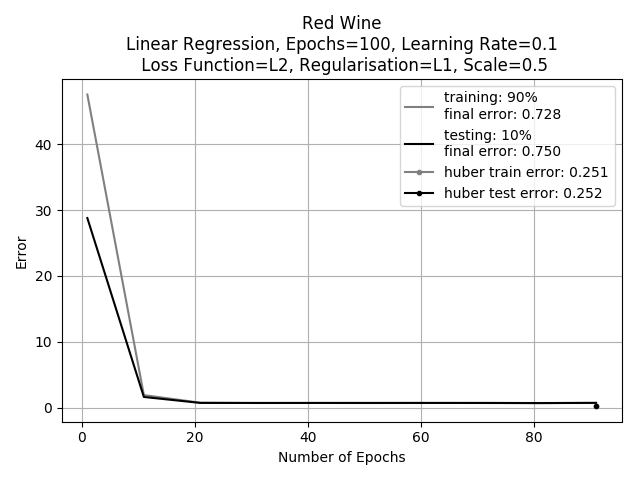 Red Wine
Linear Regression, Epochs=100, Learning Rate=0.1
Loss Function=L2, Regularisation=L1, Scale=0.5
training: 90%
final error: 0.728
testing: 10%
final error: 0.750
huber train error: 0.251
huber test error: 0.252
Error
40
30
20
10
0
0 20 40 60 80
Number of Epochs